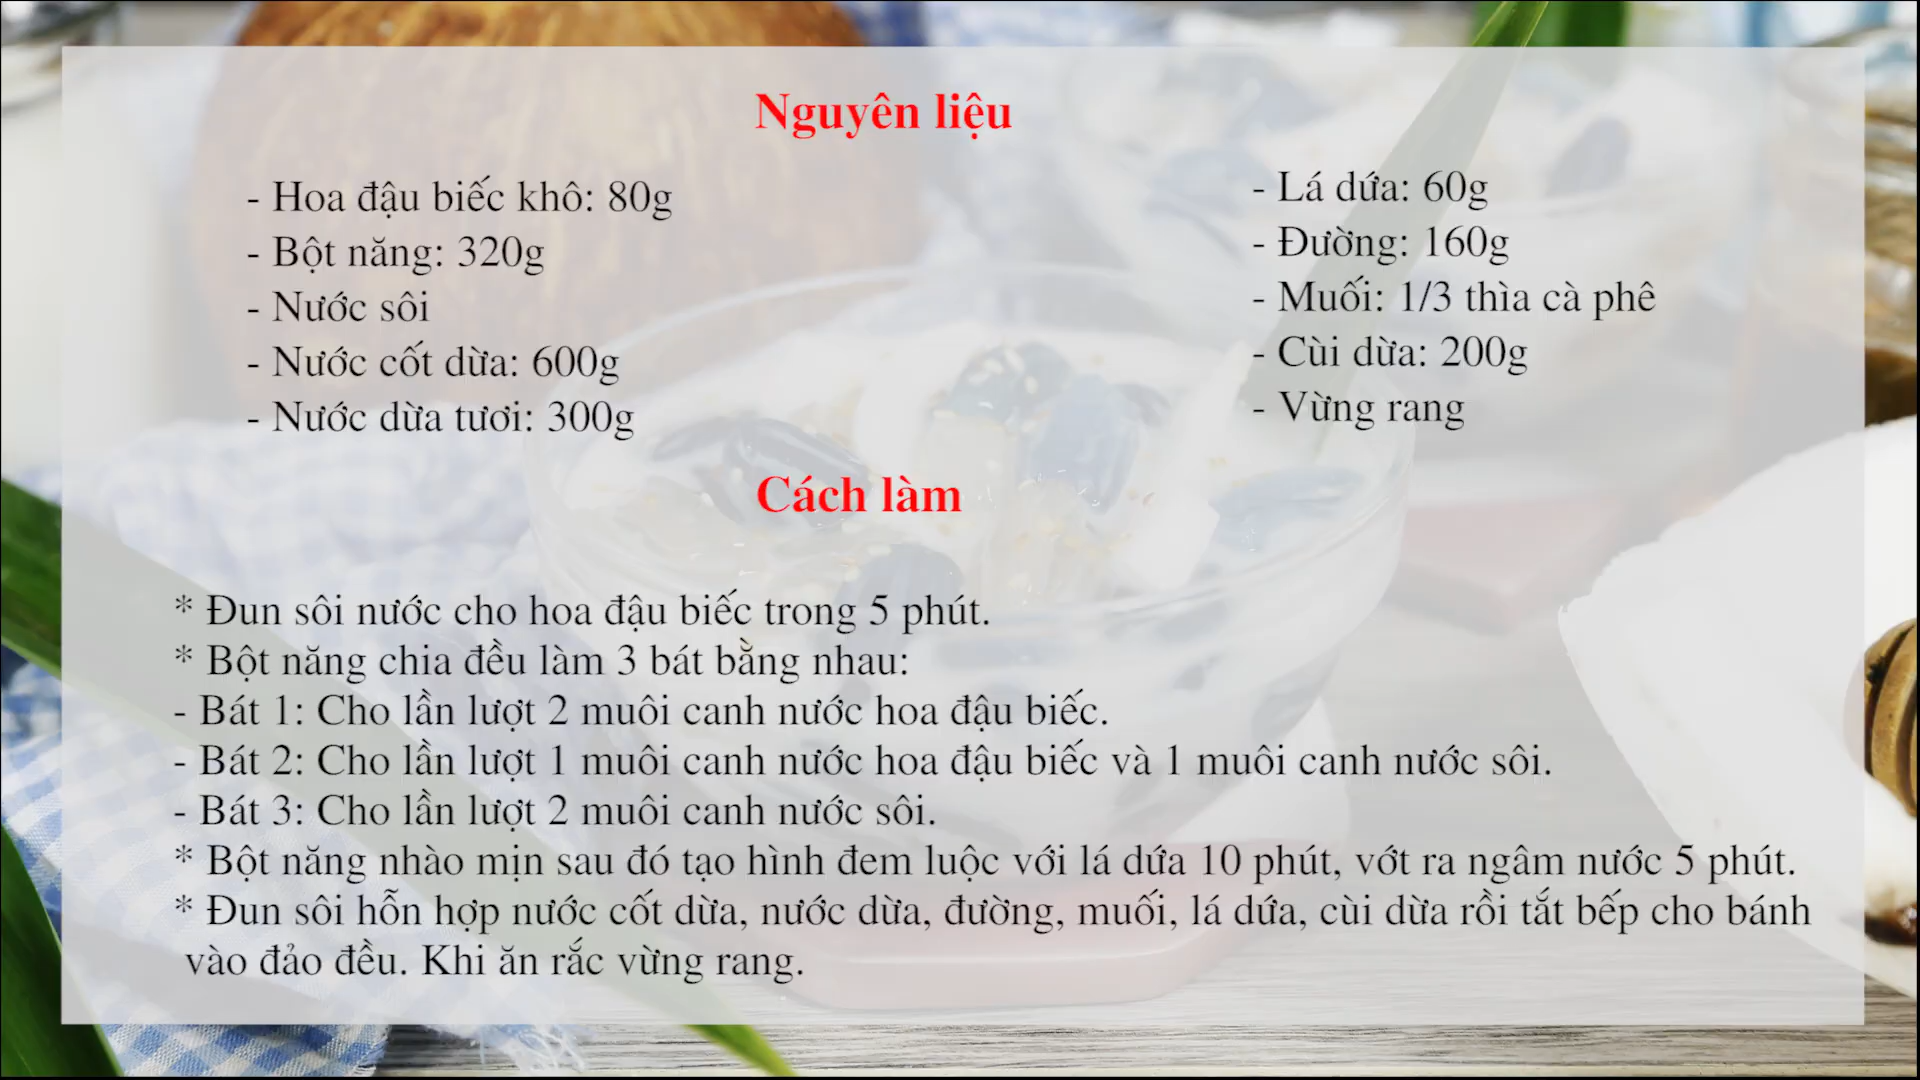 Nguyên liệu
- Hoa đậu biếc khô: 80g
- Bột năng: 320g
- Nước sôi
- Nước cốt dừa: 600g
- Nước dừa tươi: 300g
- Lá dứa: 60g
- Đường: 160g
- Muối: 1/3 thìa cà phê
- Cùi dừa: 200g
- Vừng rang
Cách làm
* Đun sôi nước cho hoa đậu biếc trong 5 phút.
* Bột năng chia đều làm 3 bát bằng nhau:
- Bát 1: Cho lần lượt 2 muôi canh nước hoa đậu biếc.
- Bát 2: Cho lần lượt 1 muôi canh nước hoa đậu biếc và 1 muôi canh nước sôi.
- Bát 3: Cho lần lượt 2 muôi canh nước sôi.
* Bột năng nhào mịn sau đó tạo hình đem luộc với lá dứa 10 phút, vớt ra ngâm nước 5 phút.
* Đun sôi hỗn hợp nước cốt dừa, nước dừa, đường, muối, lá dứa, cùi dừa rồi tắt bếp cho bánh
vào đảo đều. Khi ăn rắc vừng rang.